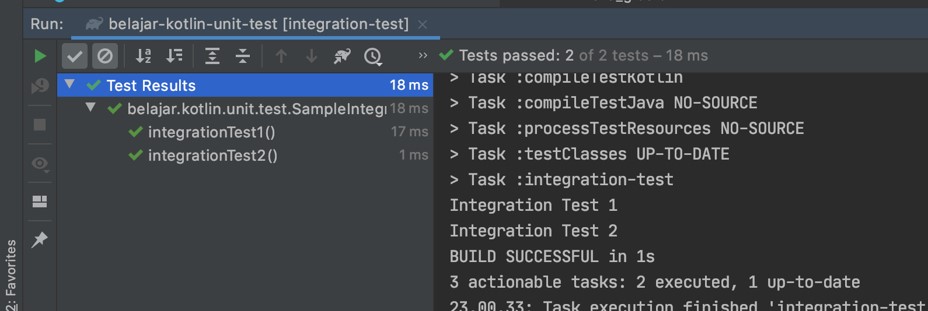 Run:
belajar-kotlin-unit-test [integration-test]
Tests passed: 2 of 2 tests – 18 ms
Test Results 18 ms
belajar.kotlin.unit.test.SampleInteg 18 ms
integrationTest1() 17 ms
integrationTest2() 1 ms
> Task :compileTestKotlin
> Task :compileTestJava NO-SOURCE
> Task :processTestResources NO-SOURCE
> Task :testClasses UP-TO-DATE
> Task :integration-test
Integration Test 1
Integration Test 2
BUILD SUCCESSFUL in 1s
3 actionable tasks: 2 executed, 1 up-to-date
23.00.33: Task execution finished 'integration-test
2: Favorites